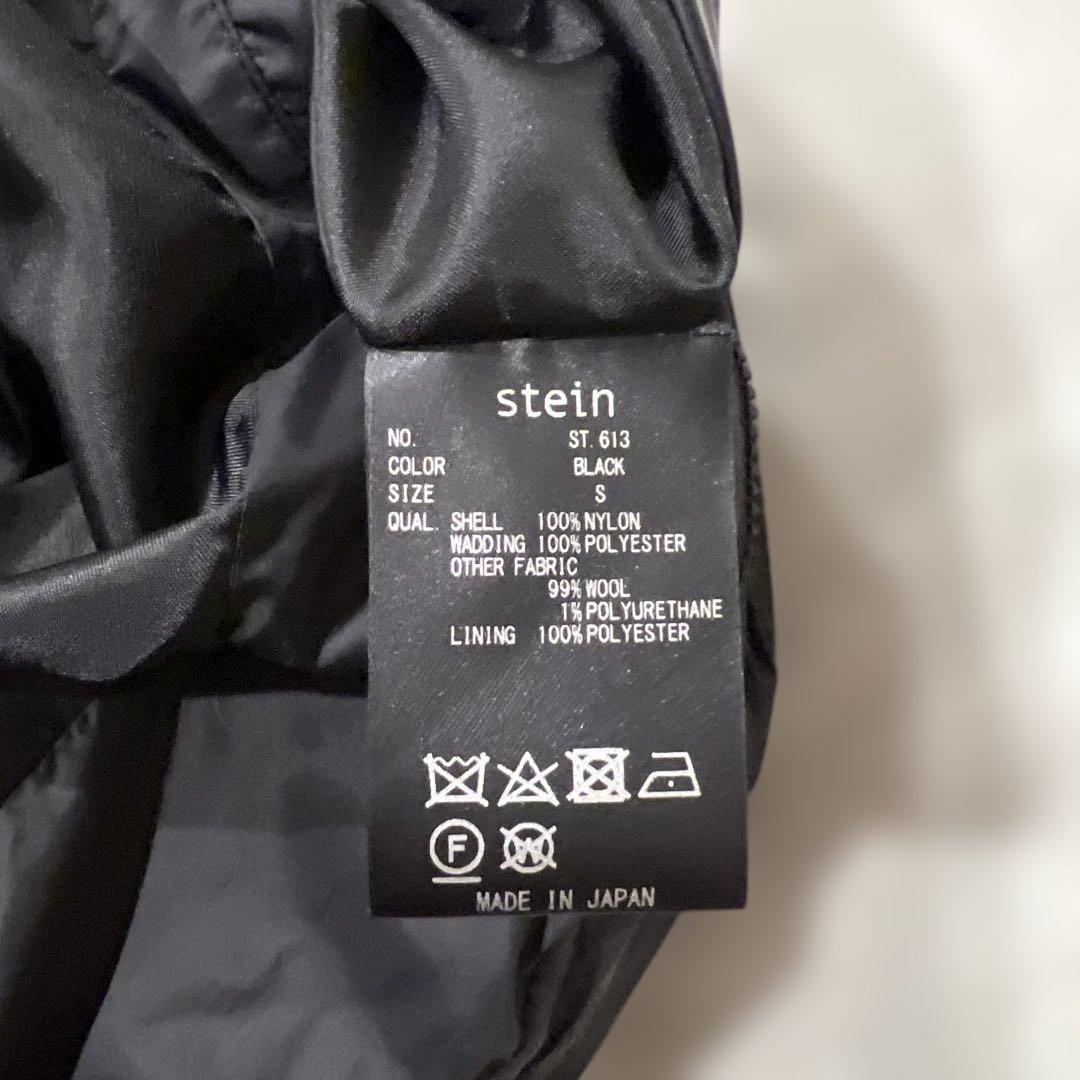 stein
NO. ST.613
COLOR BLACK
SIZE S
QUAL. SHELL 100%NYLON
WADDING 100%POLYESTER
OTHER FABRIC
99%WOOL
1%POLYURETHANE
LINING 100%POLYESTER
F W
MADE IN JAPAN